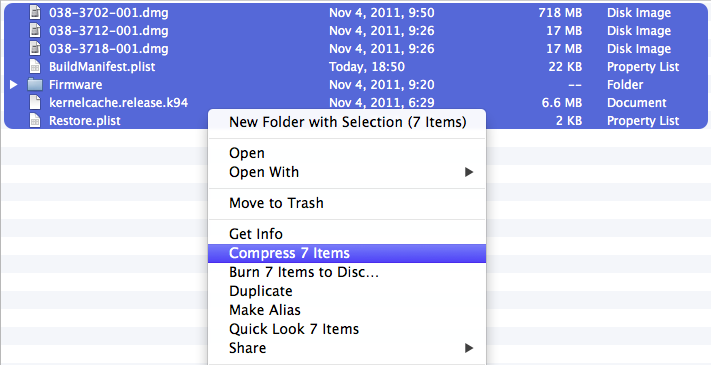 038-3702-001.dmg Nov 4, 2011, 9:50 718 MB Disk Image
038-3712-001.dmg Nov 4, 2011, 9:26 17 MB Disk Image
038-3718-001.dmg Nov 4, 2011, 9:26 17 MB Disk Image
BuildManifest.plist Today, 18:50 22 KB Property List
Firmware Nov 4, 2011, 9:20 -- Folder
kernelcache.release.k94 Nov 4, 2011, 6:29 6.6 MB Document
Restore.plist 2 KB Property List
New Folder with Selection (7 Items)
Open
Open With
Move to Trash
Get Info
Compress 7 Items
Burn 7 Items to Disc...
Duplicate
Make Alias
Quick Look 7 Items
Share